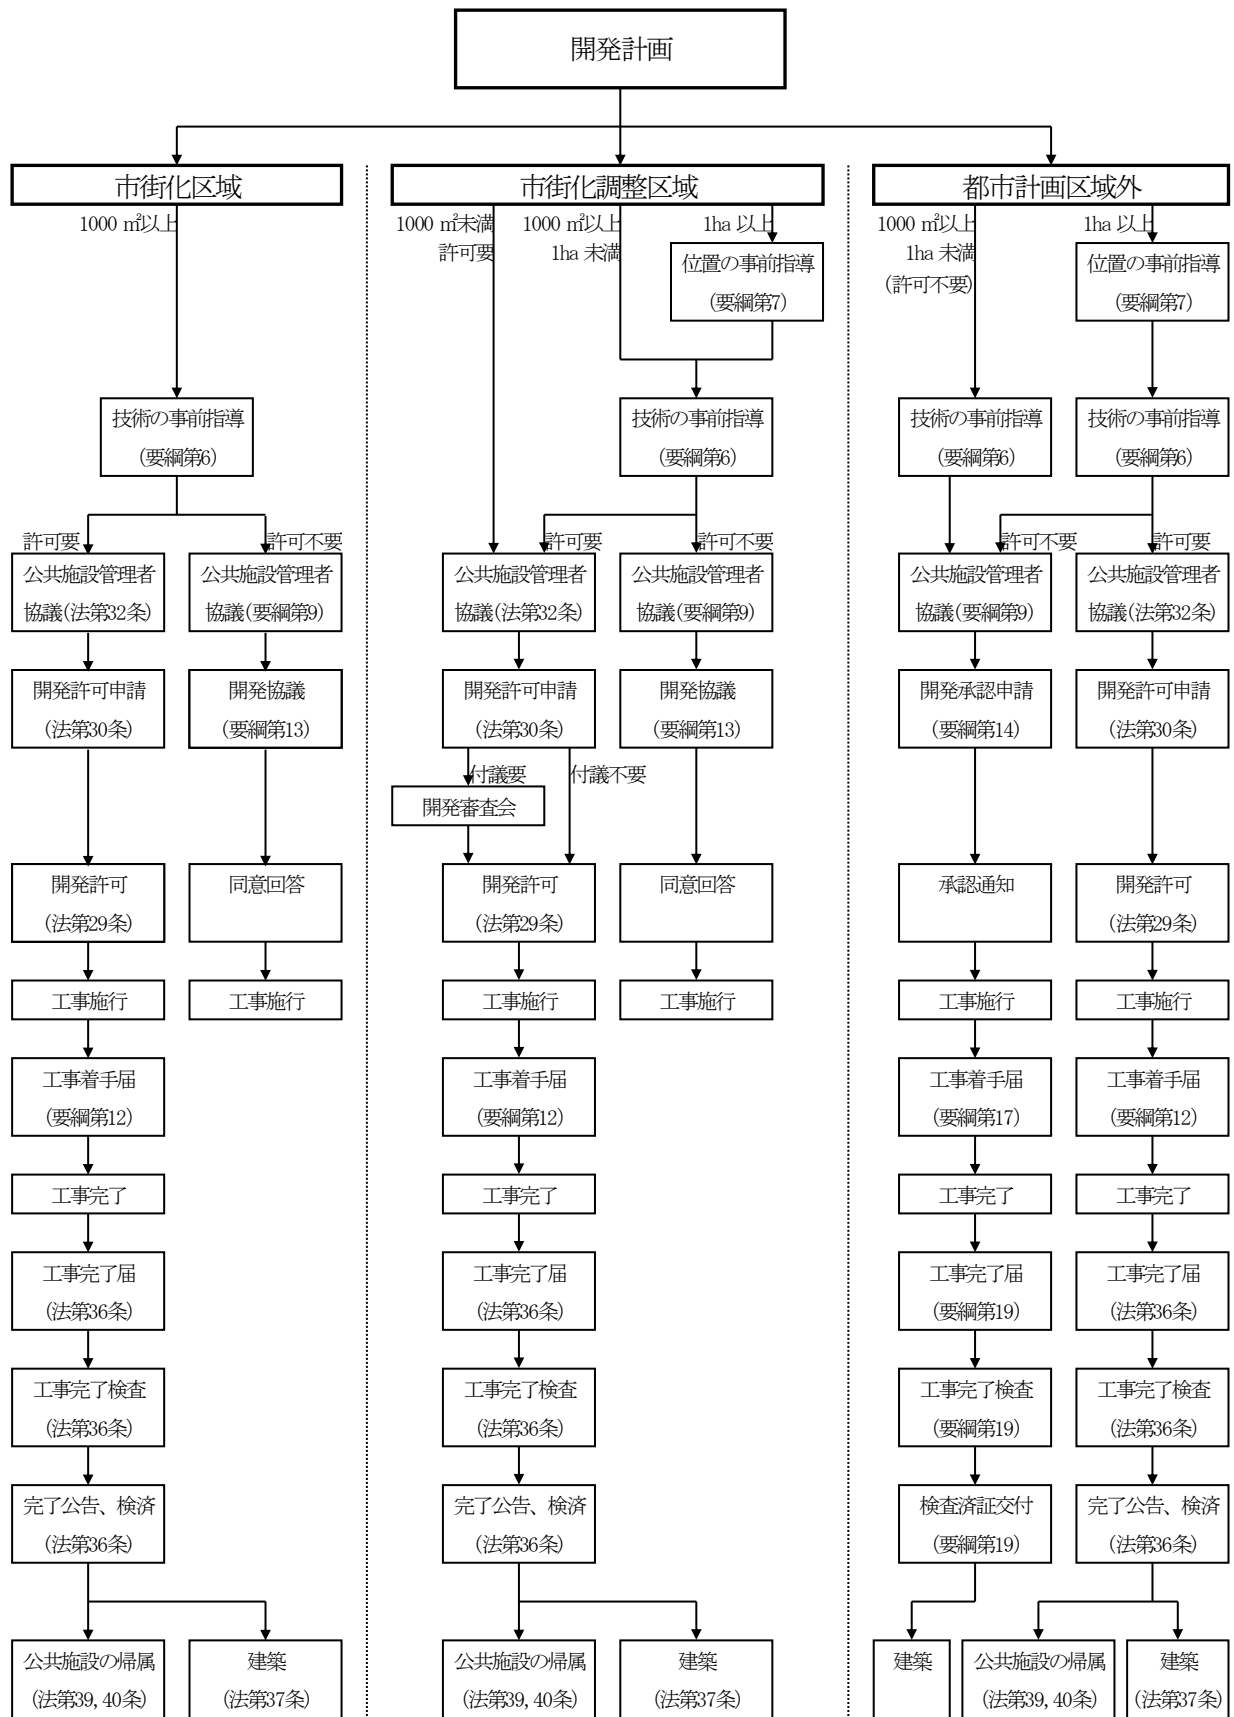 開発計画
市街化区域
市街化調整区域
都市計画区域外
1000 ㎡以上
1000 ㎡未満
許可要
1000 ㎡以上
1ha 未満
1ha 以上
位置の事前指導
(要綱第7)
1000 ㎡以上
1ha 未満
(許可不要)
1ha 以上
位置の事前指導
(要綱第7)
技術の事前指導
(要綱第6)
技術の事前指導
(要綱第6)
技術の事前指導
(要綱第6)
技術の事前指導
(要綱第6)
許可要
許可不要
許可要
許可不要
許可不要
許可要
公共施設管理者
協議(法第32条)
公共施設管理者
協議(要綱第9)
公共施設管理者
協議(法第32条)
公共施設管理者
協議(要綱第9)
公共施設管理者
協議(要綱第9)
公共施設管理者
協議(法第32条)
開発許可申請
(法第30条)
開発協議
(要綱第13)
開発許可申請
(法第30条)
開発協議
(要綱第13)
開発承認申請
(要綱第14)
開発許可申請
(法第30条)
付議要
付議不要
開発審査会
開発許可
(法第29条)
同意回答
開発許可
(法第29条)
同意回答
承認通知
開発許可
(法第29条)
工事施行
工事施行
工事施行
工事施行
工事施行
工事施行
工事着手届
(要綱第12)
工事着手届
(要綱第12)
工事着手届
(要綱第17)
工事着手届
(要綱第12)
工事完了
工事完了
工事完了
工事完了
工事完了届
(法第36条)
工事完了届
(法第36条)
工事完了届
(要綱第19)
工事完了届
(法第36条)
工事完了検査
(法第36条)
工事完了検査
(法第36条)
工事完了検査
(要綱第19)
工事完了検査
(法第36条)
完了公告、検済
(法第36条)
完了公告、検済
(法第36条)
検査済証交付
(要綱第19)
完了公告、検済
(法第36条)
公共施設の帰属
(法第39,40条)
建築
(法第37条)
公共施設の帰属
(法第39,40条)
建築
(法第37条)
建築
公共施設の帰属
(法第39,40条)
建築
(法第37条)